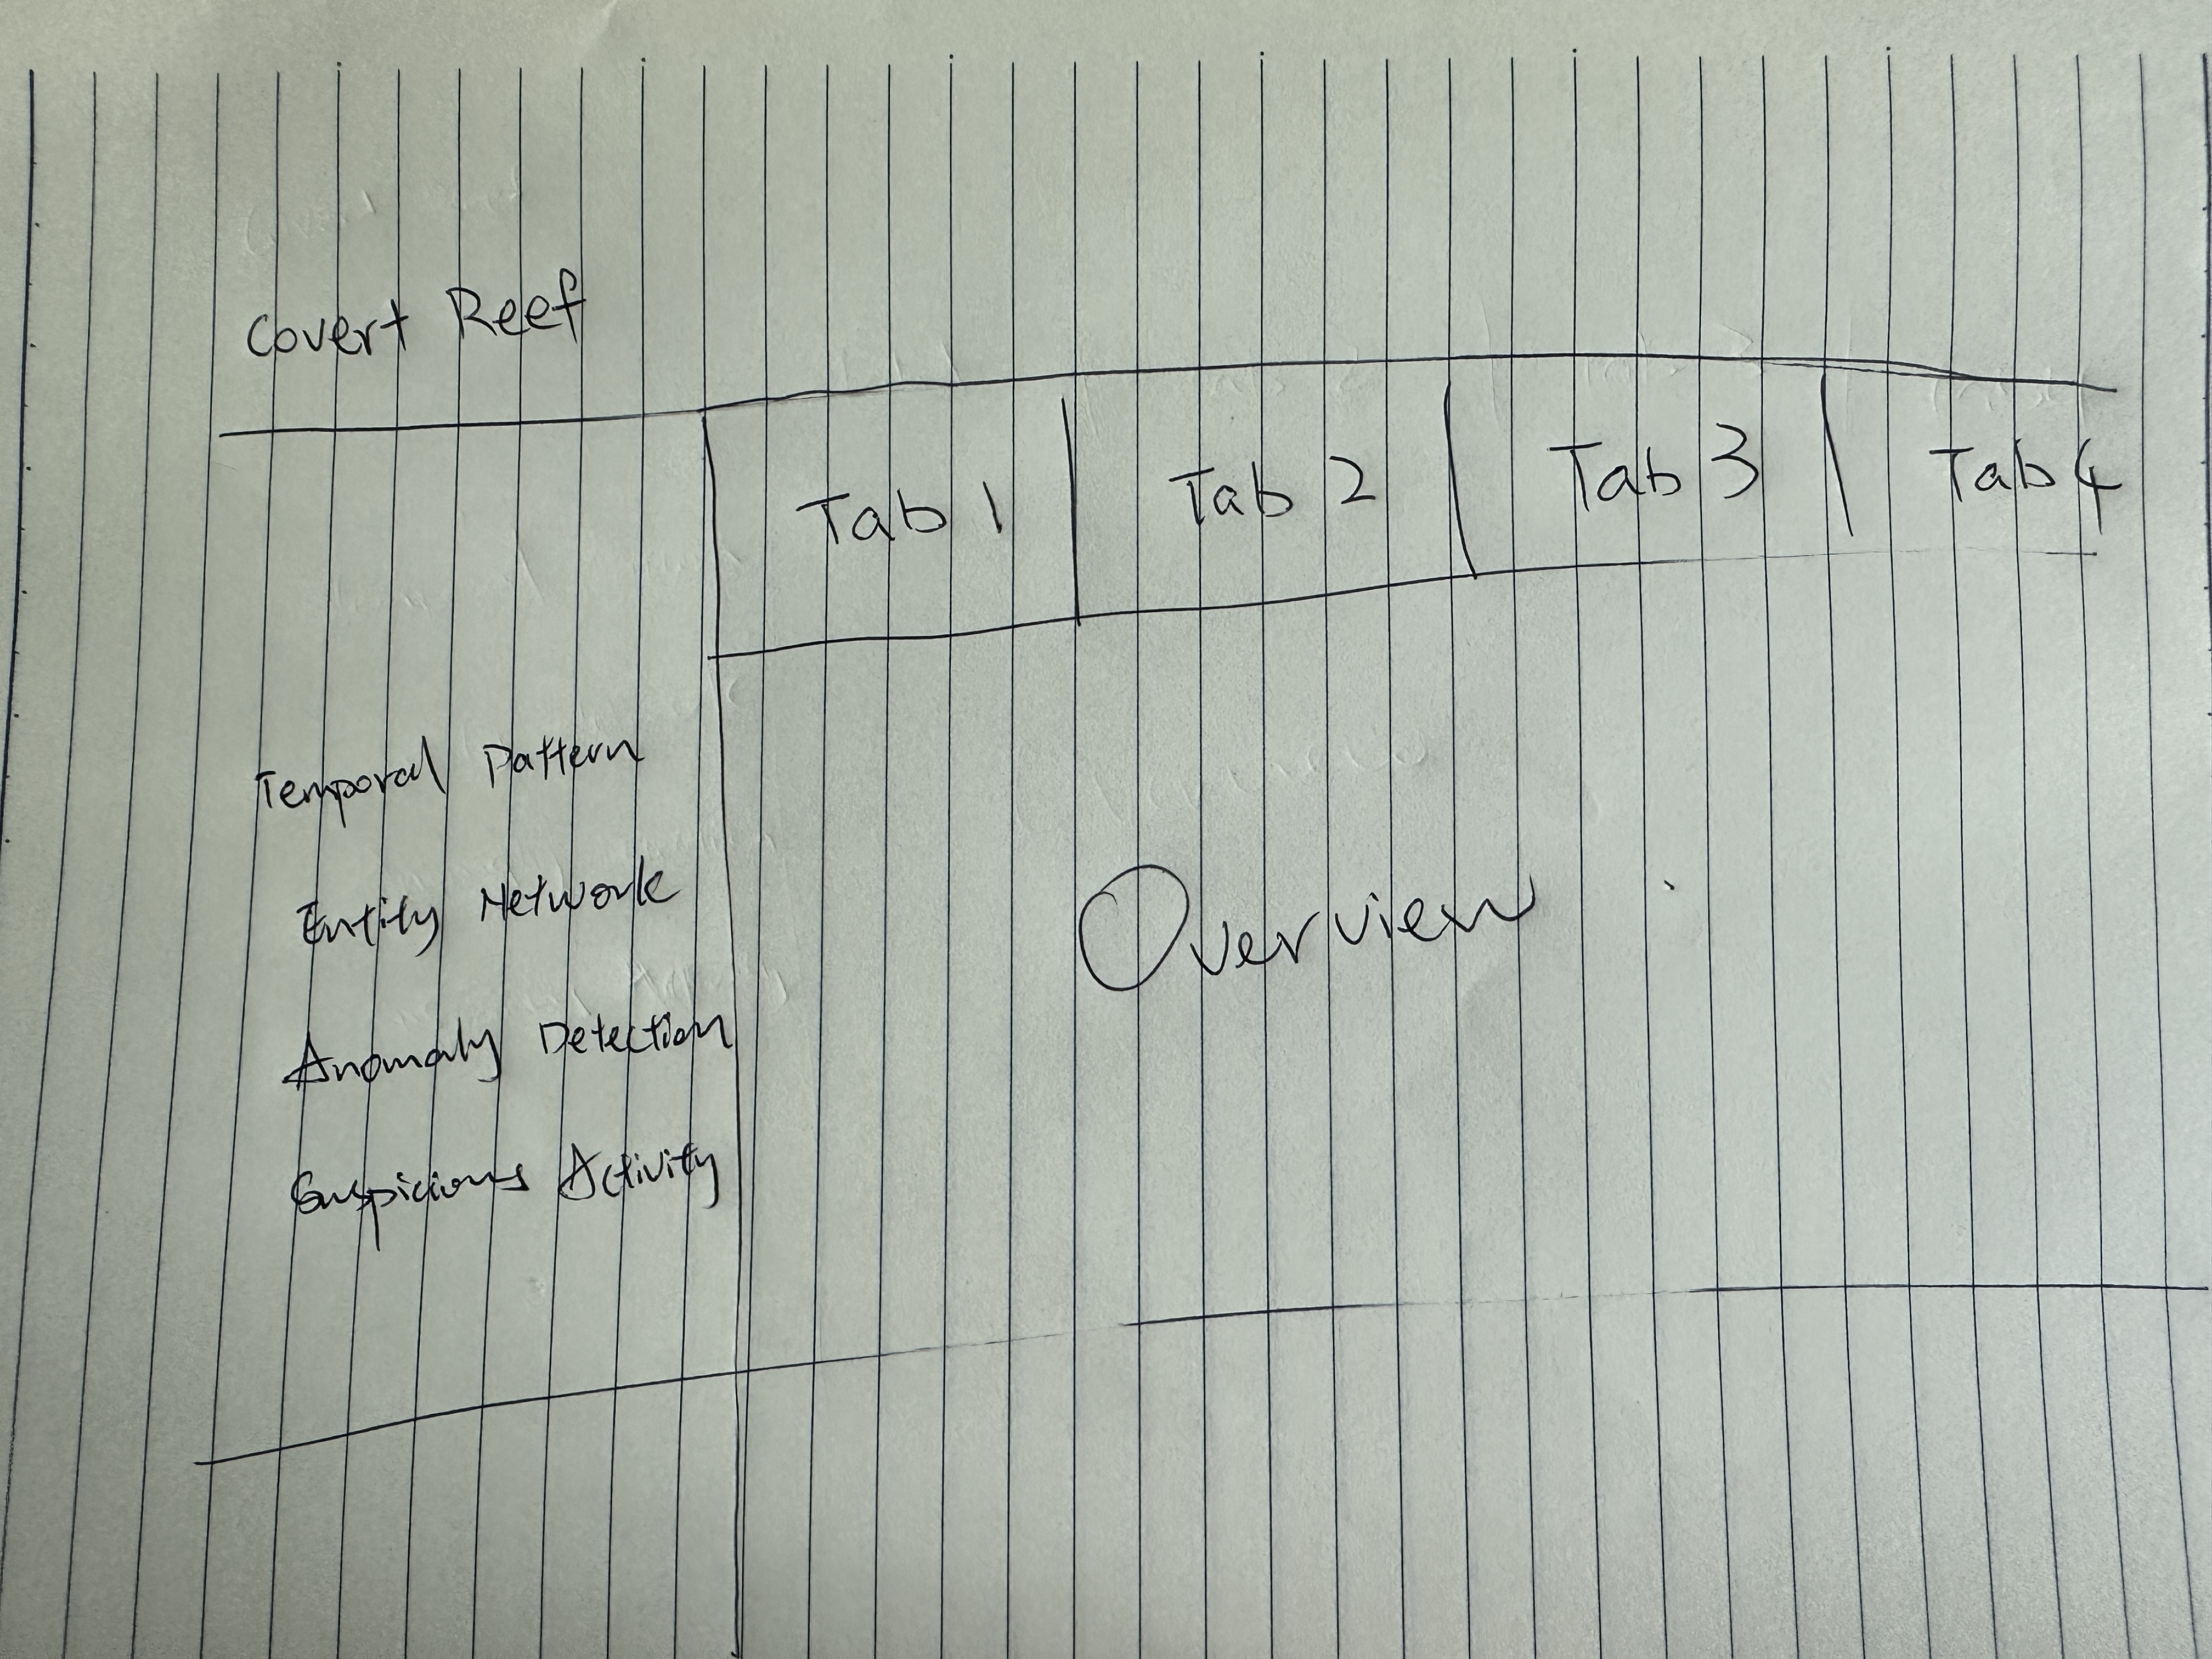 Covert Reef
Tab 1 Tab 2 Tab 3 Tab 4
Temporal Pattern
Entity Network
Overview
Anomaly Detection
Suspicious Activity